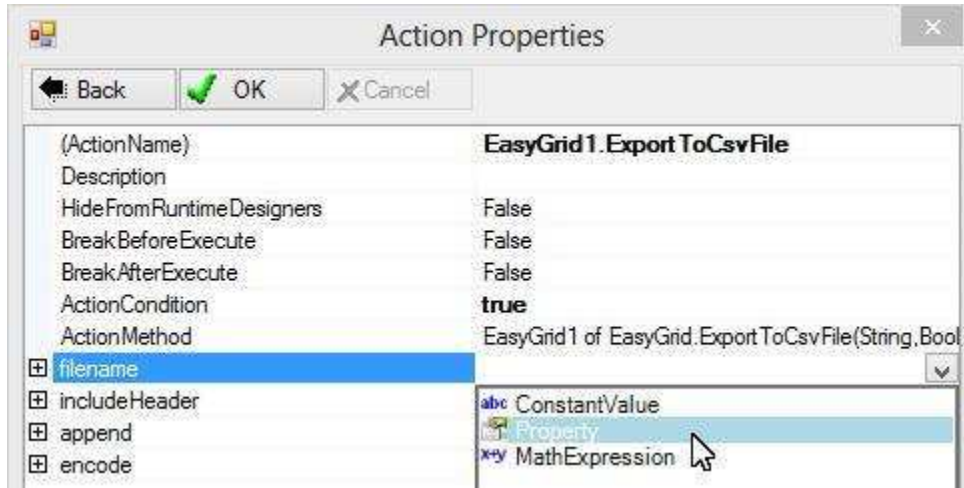 Action Properties
Back OK Cancel
(ActionName) EasyGrid1.ExportToCsvFile
Description
HideFromRuntimeDesigners False
BreakBeforeExecute False
BreakAfterExecute False
ActionCondition true
ActionMethod EasyGrid1 of EasyGrid.ExportToCsvFile(String,Bool
filename
includeHeader abc ConstantValue
append Property
encode x+y MathExpression